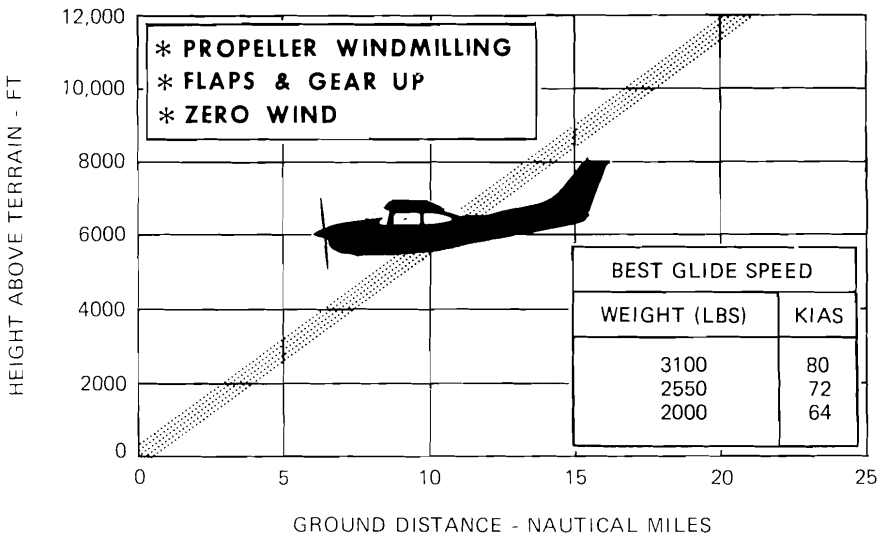 12,000
10,000
8000
6000
4000
2000
0
HEIGHT ABOVE TERRAIN - FT
* PROPELLER WINDMILLING
* FLAPS & GEAR UP
* ZERO WIND
BEST GLIDE SPEED
WEIGHT (LBS) KIAS
3100 80
2550 72
2000 64
0 5 10 15 20 25
GROUND DISTANCE - NAUTICAL MILES